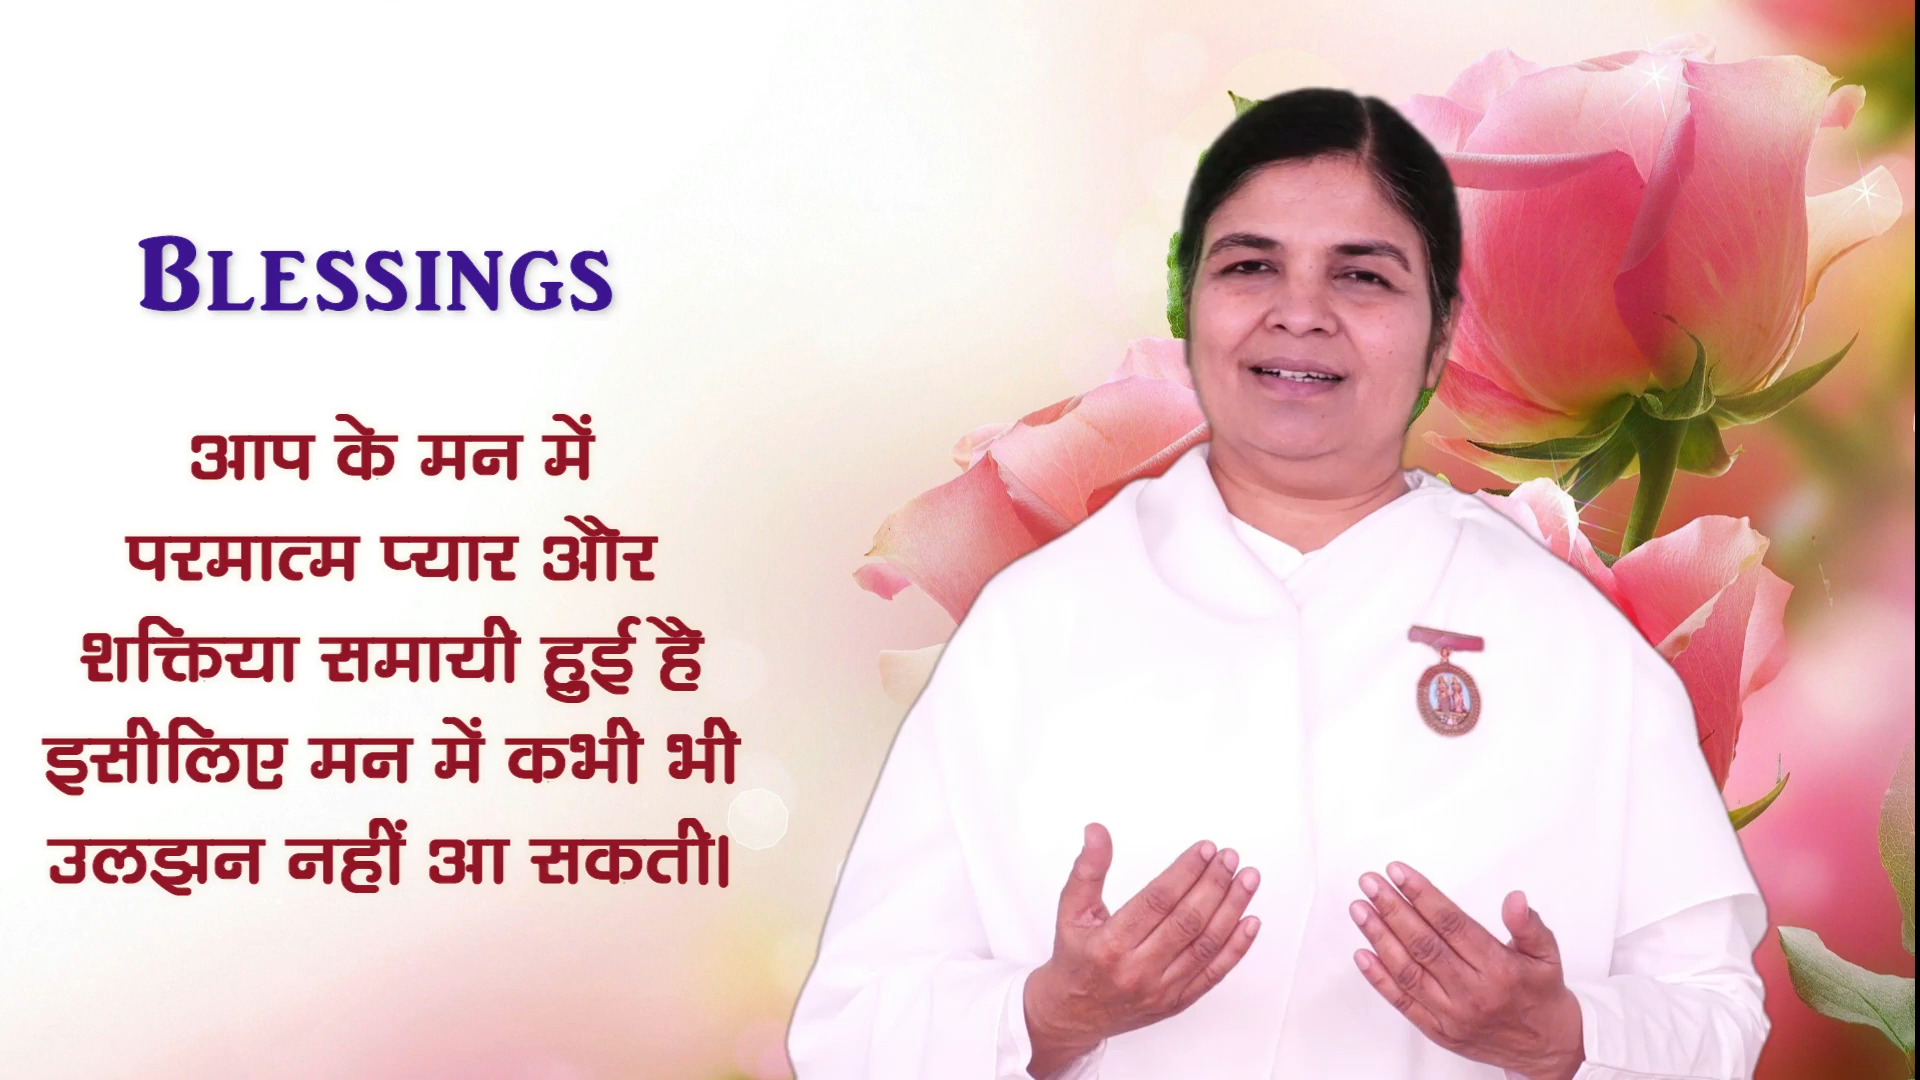 BLESSINGS
आप के मन में
परमात्म प्यार और
शक्तिया समायी हुई है
इसीलिए मन में कभी भी
उलझन नहीं आ सकती।